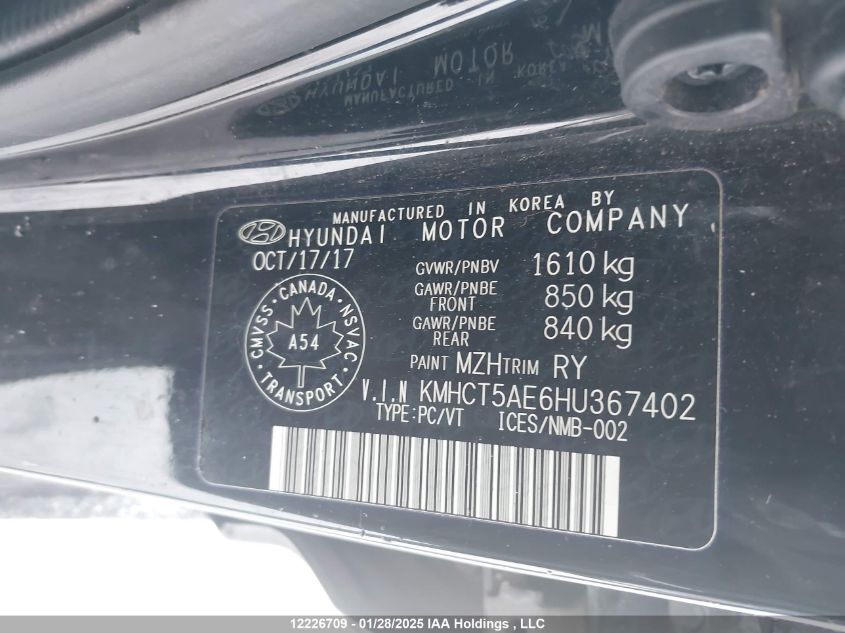 MANUFACTURED IN KOREA BY
HYUNDAI MOTOR COMPANY
OCT/17/17
GVWR/PNBV 1610 kg
GAWR/PNBE FRONT 850 kg
GAWR/PNBE REAR 840 kg
CMVSS · CANADA · NSVAC
A54
TRANSPORT
PAINT MZH TRIM RY
V.I.N KMHCT5AE6HU367402
TYPE:PC/VT ICES/NMB-002
12226709 - 01/28/2025 IAA Holdings , LLC